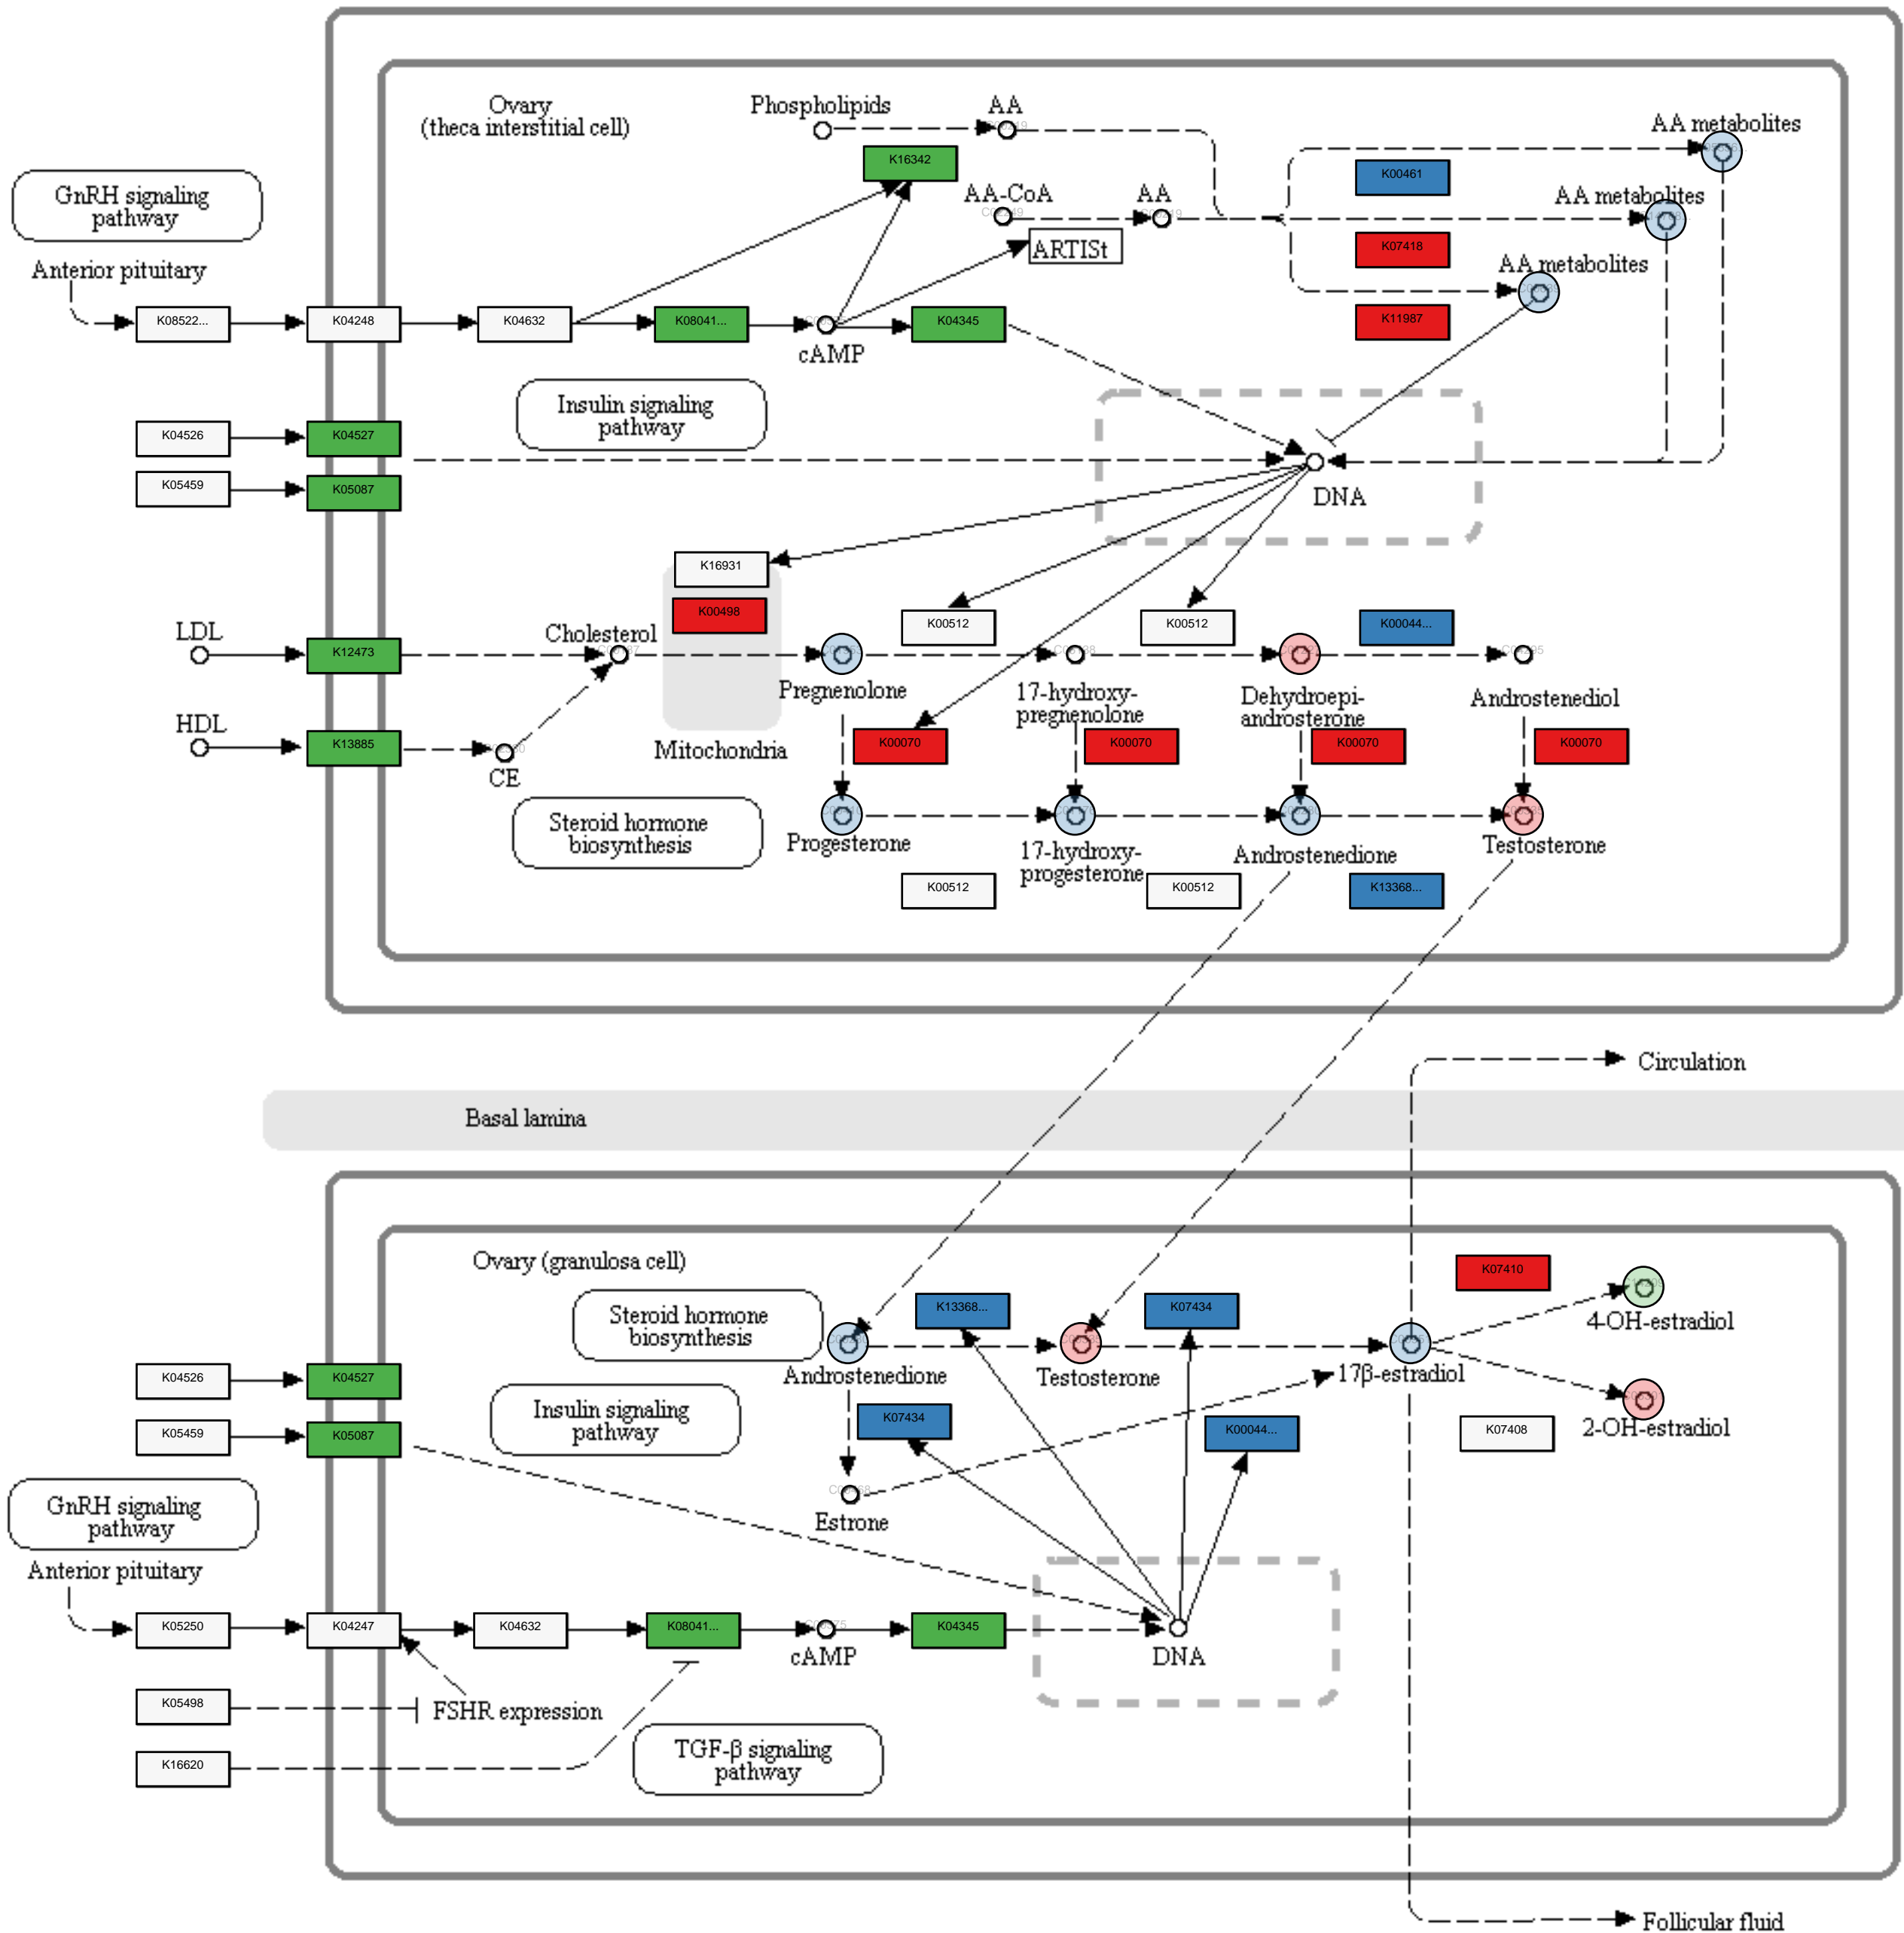 Ovary
(theca interstitial cell)
Phospholipids
AA
AA metabolites
K16342
K00461
GnRH signaling
pathway
AA-CoA
AA
AA metabolites
ARTISt
K07418
AA metabolites
Anterior pituitary
K08522...
K04248
K04632
K08041...
cAMP
K04345
K11987
Insulin signaling
pathway
K04526
K04527
K05459
K05087
DNA
K16931
K00498
LDL
K12473
Cholesterol
K00512
K00512
K00044...
Pregnenolone
17-hydroxy-
pregnenolone
Dehydroepi-
androsterone
Androstenediol
HDL
K13885
CE
Mitochondria
K00070
K00070
K00070
K00070
Steroid hormone
biosynthesis
Progesterone
17-hydroxy-
progesterone
Androstenedione
Testosterone
K00512
K00512
K13368...
Circulation
Basal lamina
Ovary (granulosa cell)
K07410
Steroid hormone
biosynthesis
K13368...
K07434
4-OH-estradiol
Androstenedione
Testosterone
17β-estradiol
K04526
K04527
Insulin signaling
pathway
K07434
K00044...
K07408
2-OH-estradiol
K05459
K05087
GnRH signaling
pathway
Estrone
Anterior pituitary
K05250
K04247
K04632
K08041...
cAMP
K04345
DNA
K05498
FSHR expression
K16620
TGF-β signaling
pathway
Follicular fluid